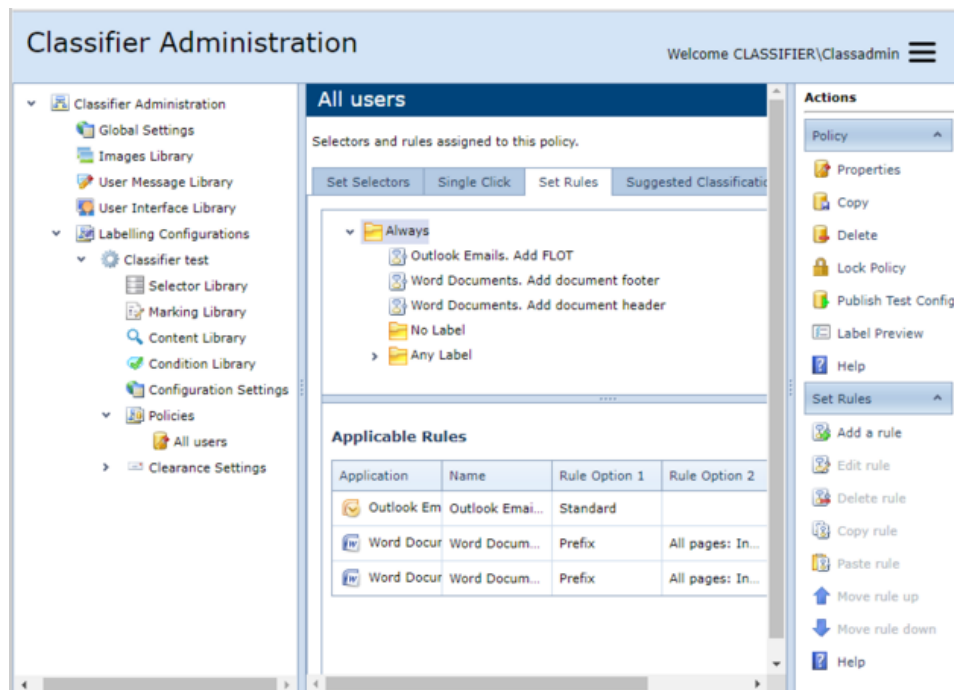 Classifier Administration
Welcome CLASSIFIER\Classadmin
Classifier Administration
Global Settings
Images Library
User Message Library
User Interface Library
Labelling Configurations
Classifier test
Selector Library
Marking Library
Content Library
Condition Library
Configuration Settings
Policies
All users
Clearance Settings
All users
Selectors and rules assigned to this policy.
Set Selectors Single Click Set Rules Suggested Classificatio
Always
Outlook Emails. Add FLOT
Word Documents. Add document footer
Word Documents. Add document header
No Label
Any Label
Applicable Rules
Application Name Rule Option 1 Rule Option 2
Outlook Em Outlook Emai... Standard
Word Docur Word Docum... Prefix All pages: In...
Word Docur Word Docum... Prefix All pages: In...
Actions
Policy
Properties
Copy
Delete
Lock Policy
Publish Test Config
Label Preview
Help
Set Rules
Add a rule
Edit rule
Delete rule
Copy rule
Paste rule
Move rule up
Move rule down
Help